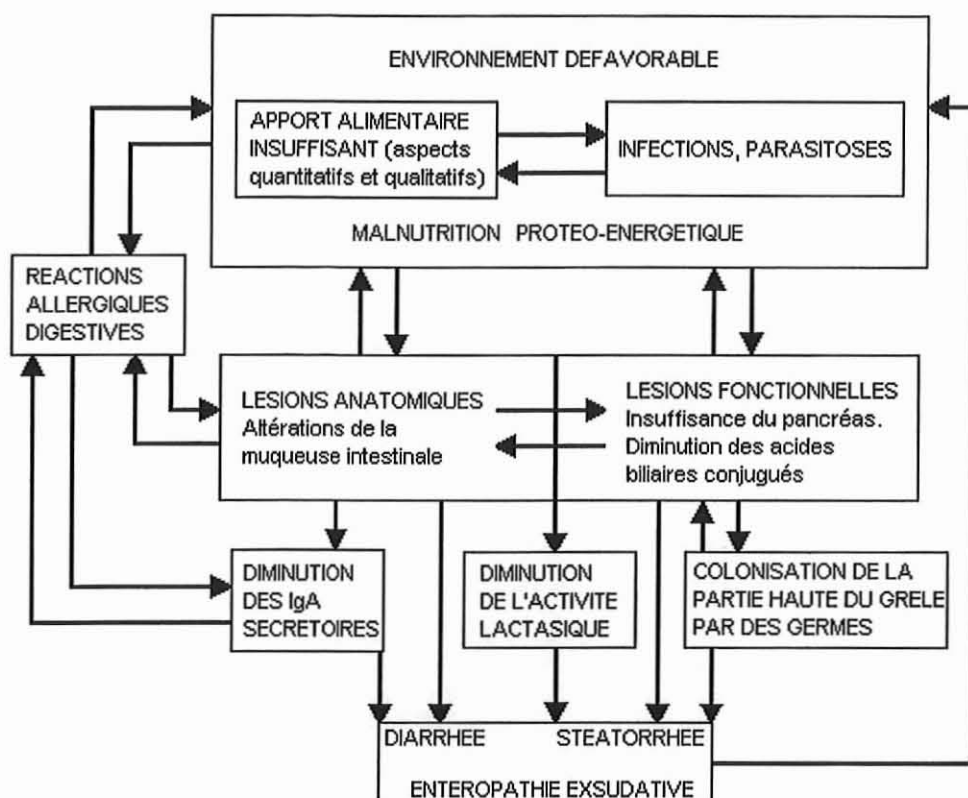 ENVIRONNEMENT DEFAVORABLE
APPORT ALIMENTAIRE
INSUFFISANT (aspects
quantitatifs et qualitatifs)
INFECTIONS, PARASITOSES
MALNUTRITION PROTEO-ENERGETIQUE
REACTIONS
ALLERGIQUES
DIGESTIVES
LESIONS ANATOMIQUES
Altérations de la
muqueuse intestinale
LESIONS FONCTIONNELLES
Insuffisance du pancréas.
Diminution des acides
biliaires conjugués
DIMINUTION
DES IgA
SECRETOIRES
DIMINUTION
DE L'ACTIVITE
LACTASIQUE
COLONISATION DE LA
PARTIE HAUTE DU GRELE
PAR DES GERMES
DIARRHEE STEATORRHEE
ENTEROPATHIE EXSUDATIVE